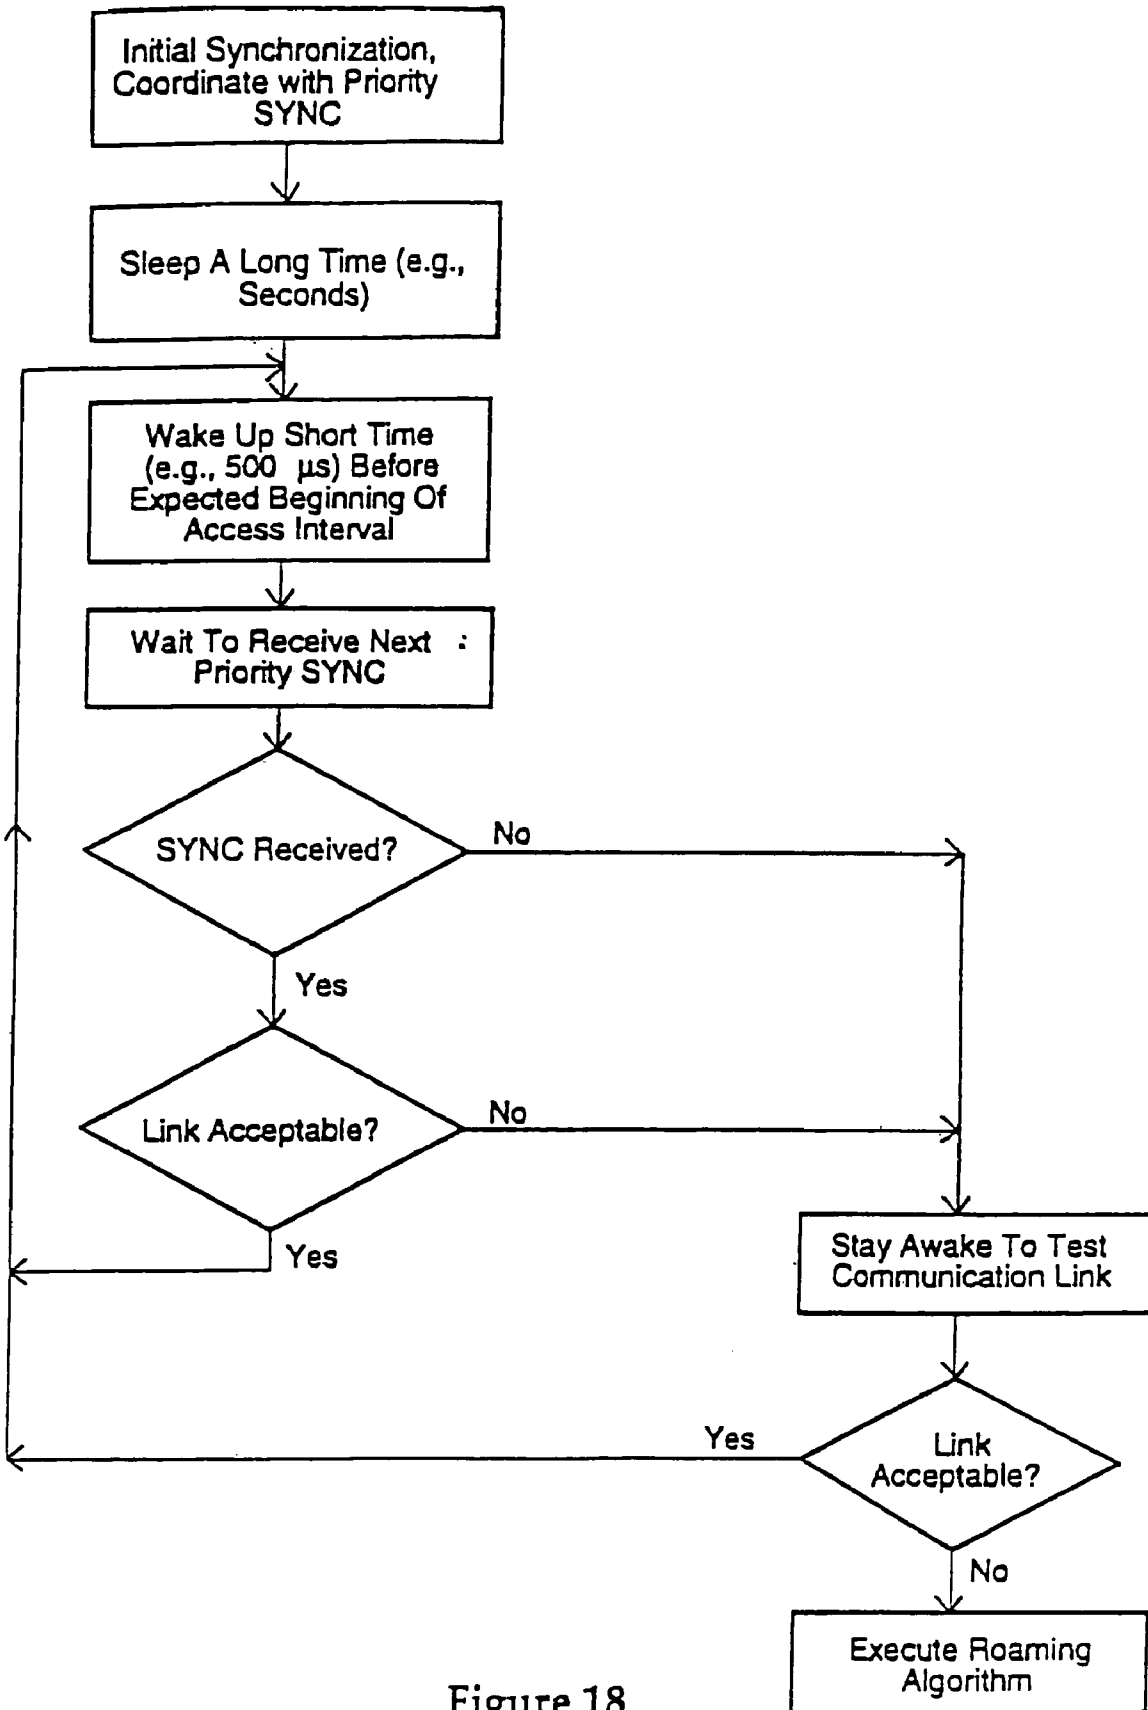 Initial Synchronization,
Coordinate with Priority
SYNC
Sleep A Long Time (e.g.,
Seconds)
Wake Up Short Time
(e.g., 500 μs) Before
Expected Beginning Of
Access Interval
Wait To Receive Next :
Priority SYNC
SYNC Received?
No
Yes
Link Acceptable?
No
Yes
Stay Awake To Test
Communication Link
Link
Acceptable?
Yes
No
Execute Roaming
Algorithm
Figure 18